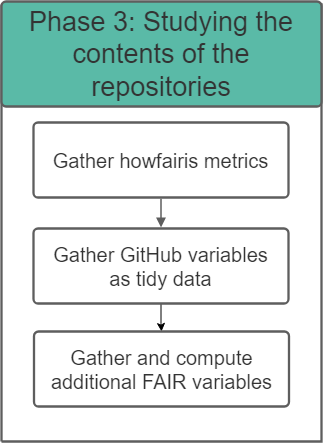 Phase 3: Studying the
contents of the
repositories
Gather howfairis metrics
Gather GitHub variables
as tidy data
Gather and compute
additional FAIR variables